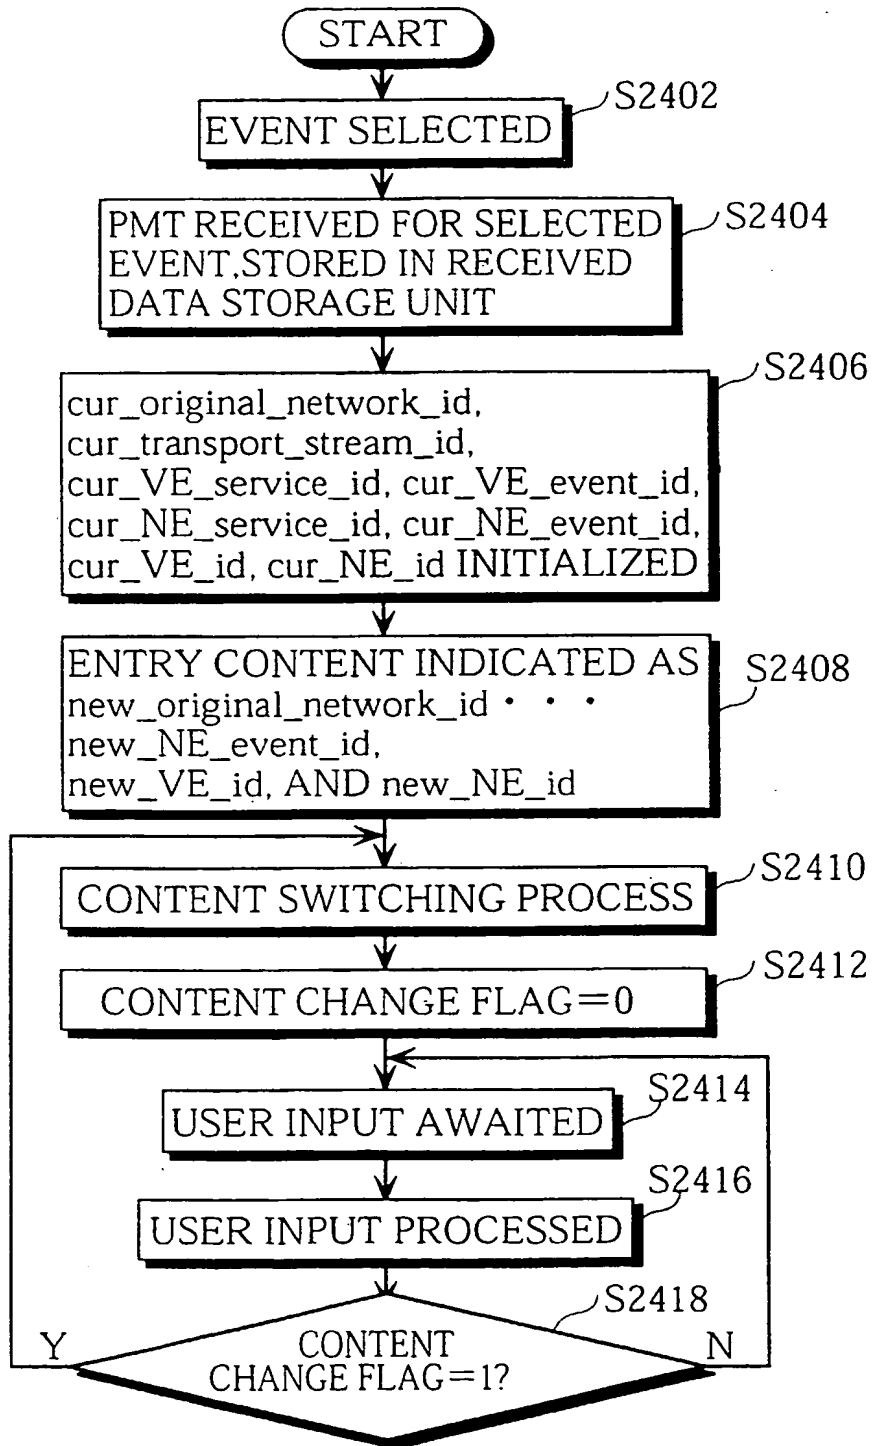 START
S2402
EVENT SELECTED
S2404
PMT RECEIVED FOR SELECTED
EVENT,STORED IN RECEIVED
DATA STORAGE UNIT
S2406
cur_original_network_id,
cur_transport_stream_id,
cur_VE_service_id, cur_VE_event_id,
cur_NE_service_id, cur_NE_event_id,
cur_VE_id, cur_NE_id INITIALIZED
S2408
ENTRY CONTENT INDICATED AS
new_original_network_id・・・
new_NE_event_id,
new_VE_id, AND new_NE_id
S2410
CONTENT SWITCHING PROCESS
S2412
CONTENT CHANGE FLAG=0
S2414
USER INPUT AWAITED
S2416
USER INPUT PROCESSED
S2418
Y
N
CONTENT
CHANGE FLAG=1?